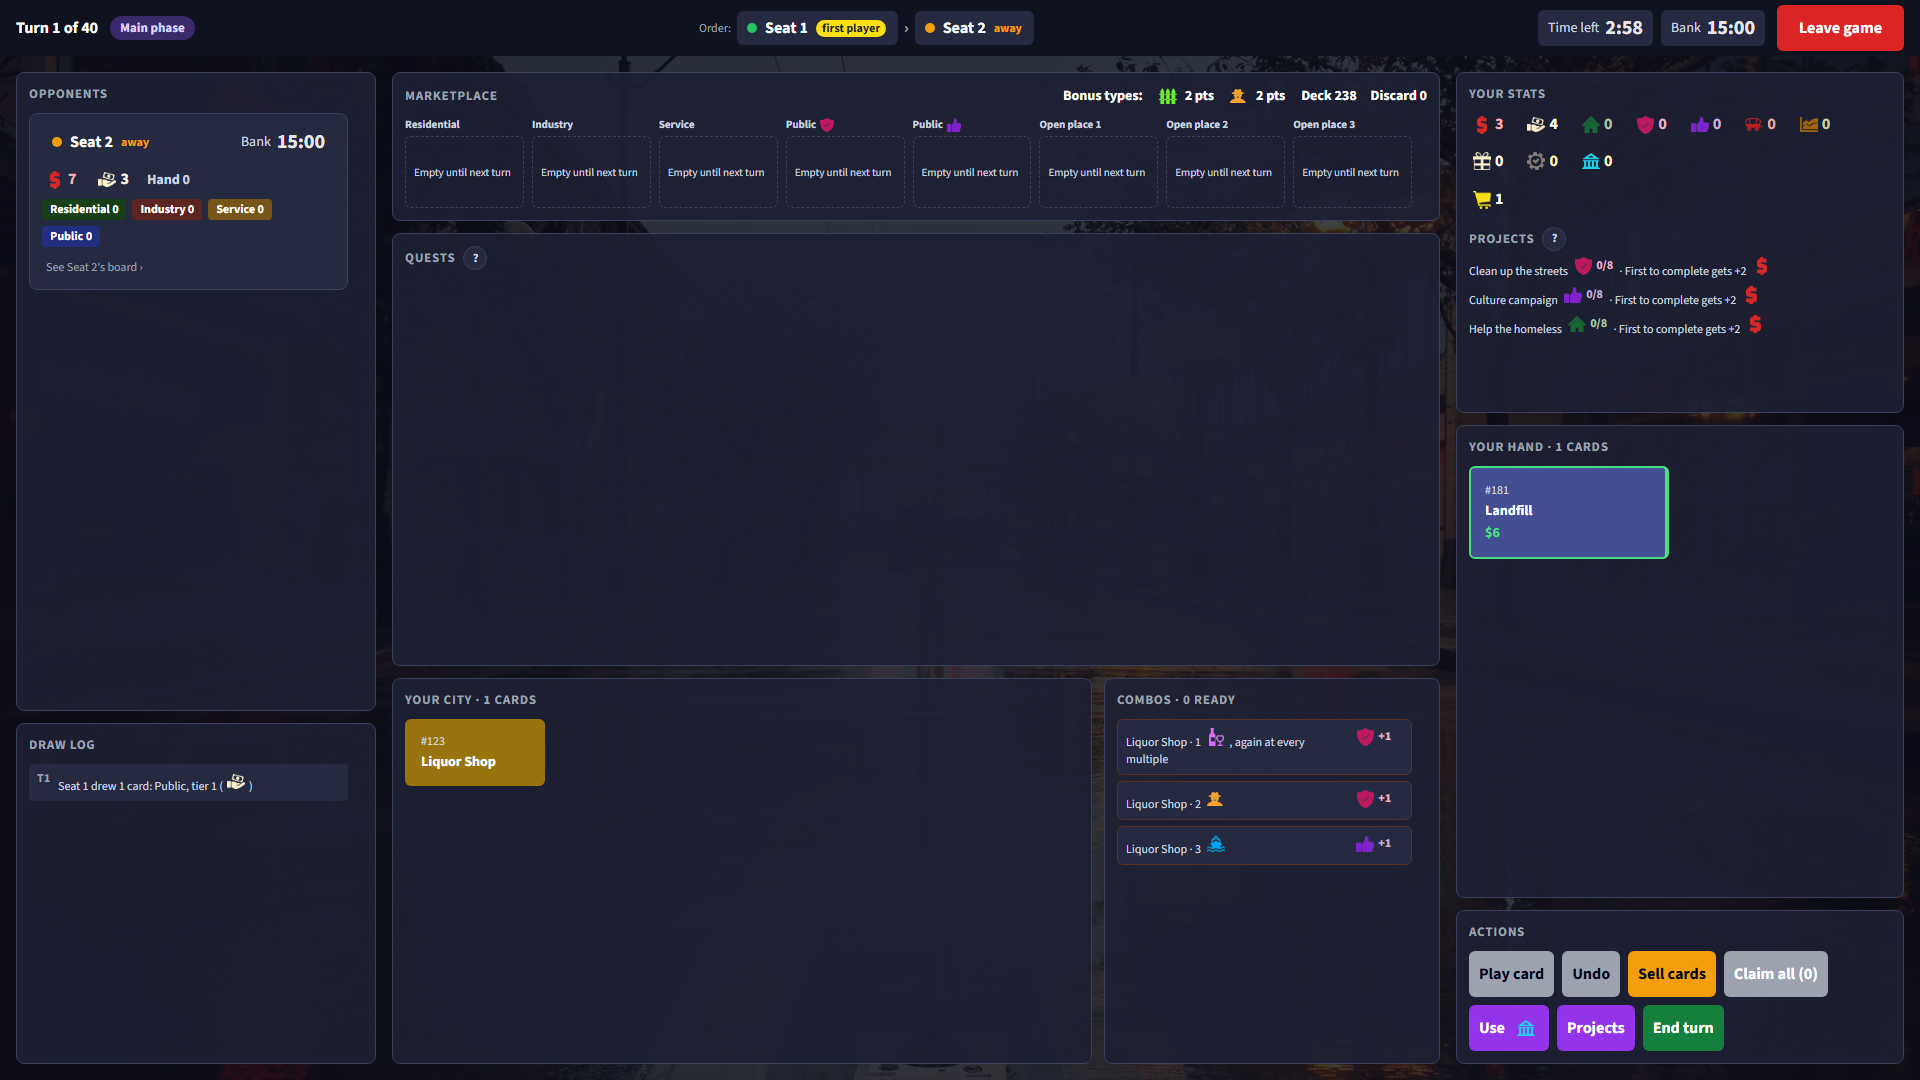 Turn 1 of 40
Main phase
Order:
Seat 1
first player
›
Seat 2
away
Time left 2:58
Bank 15:00
Leave game
OPPONENTS
Seat 2
away
Bank 15:00
7
3
Hand 0
Residential 0
Industry 0
Service 0
Public 0
See Seat 2's board ›
DRAW LOG
T1
Seat 1 drew 1 card: Public, tier 1 ( )
MARKETPLACE
Bonus types:
2 pts
2 pts
Deck 238
Discard 0
Residential
Industry
Service
Public
Public
Open place 1
Open place 2
Open place 3
Empty until next turn
Empty until next turn
Empty until next turn
Empty until next turn
Empty until next turn
Empty until next turn
Empty until next turn
Empty until next turn
QUESTS
?
YOUR CITY · 1 CARDS
#123
Liquor Shop
COMBOS · 0 READY
Liquor Shop · 1 , again at every
multiple
+1
Liquor Shop · 2
+1
Liquor Shop · 3
+1
YOUR STATS
3
4
0
0
0
0
0
0
0
0
1
PROJECTS
?
Clean up the streets 0/8 · First to complete gets +2
Culture campaign 0/8 · First to complete gets +2
Help the homeless 0/8 · First to complete gets +2
YOUR HAND · 1 CARDS
#181
Landfill
$6
ACTIONS
Play card
Undo
Sell cards
Claim all (0)
Use
Projects
End turn